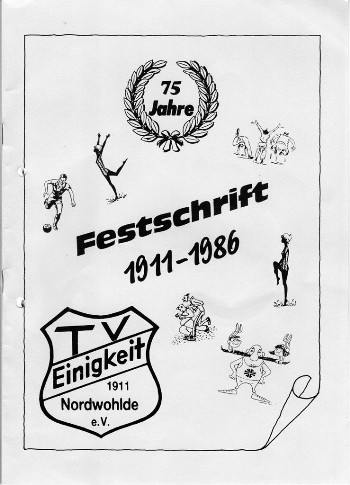 75
Jahre
Festschrift
1911-1986
TV
Einigkeit
1911
Nordwohlde
e.V.